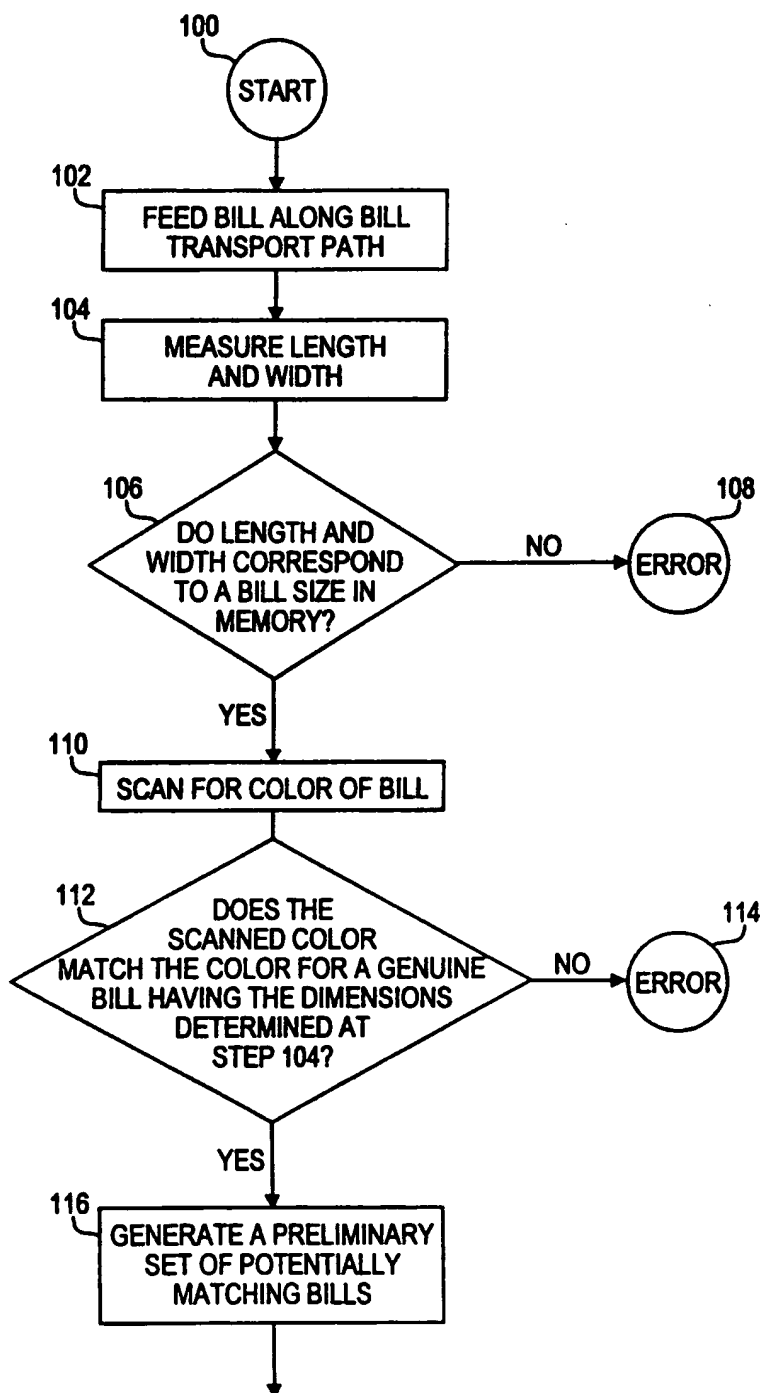 100
START
102
FEED BILL ALONG BILL
TRANSPORT PATH
104
MEASURE LENGTH
AND WIDTH
106
DO LENGTH AND
WIDTH CORRESPOND
TO A BILL SIZE IN
MEMORY?
NO
108
ERROR
YES
110
SCAN FOR COLOR OF BILL
112
DOES THE
SCANNED COLOR
MATCH THE COLOR FOR A GENUINE
BILL HAVING THE DIMENSIONS
DETERMINED AT
STEP 104?
NO
114
ERROR
YES
116
GENERATE A PRELIMINARY
SET OF POTENTIALLY
MATCHING BILLS